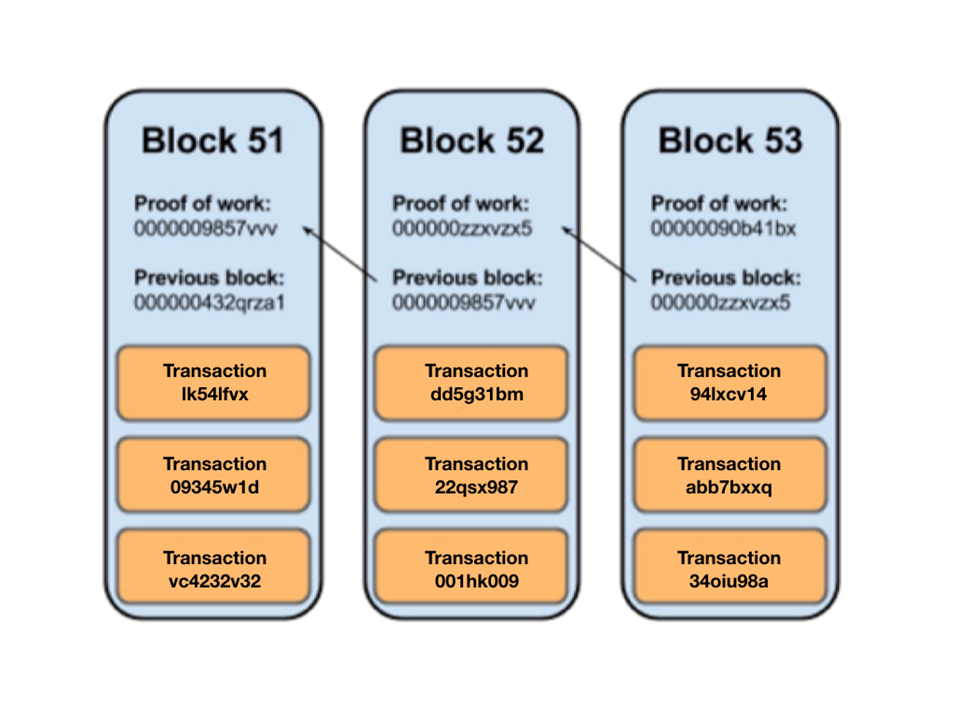 Block 51
Proof of work:
0000009857vvv
Previous block:
000000432qrza1
Transaction
lk54lfvx
Transaction
09345w1d
Transaction
vc4232v32
Block 52
Proof of work:
000000zzxvzx5
Previous block:
0000009857vvv
Transaction
dd5g31bm
Transaction
22qsx987
Transaction
001hk009
Block 53
Proof of work:
00000090b41bx
Previous block:
000000zzxvzx5
Transaction
94lxcv14
Transaction
abb7bxxq
Transaction
34oiu98a